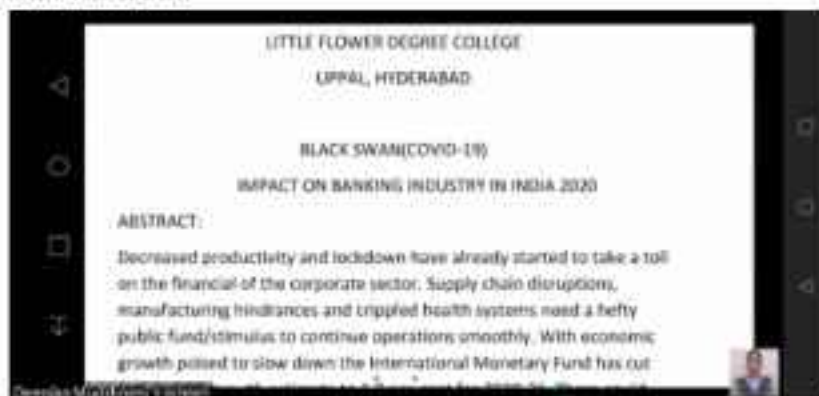 LITTLE FLOWER DEGREE COLLEGE
UPPAL, HYDERABAD
BLACK SWAN(COVID-19)
IMPACT ON BANKING INDUSTRY IN INDIA 2020
ABSTRACT:
Decreased productivity and lockdown have already started to take a toll
on the financial of the corporate sector. Supply chain disruptions,
manufacturing hindrances and crippled health systems need a hefty
public fund/stimulus to continue operations smoothly. With economic
growth poised to slow down the International Monetary Fund has cut